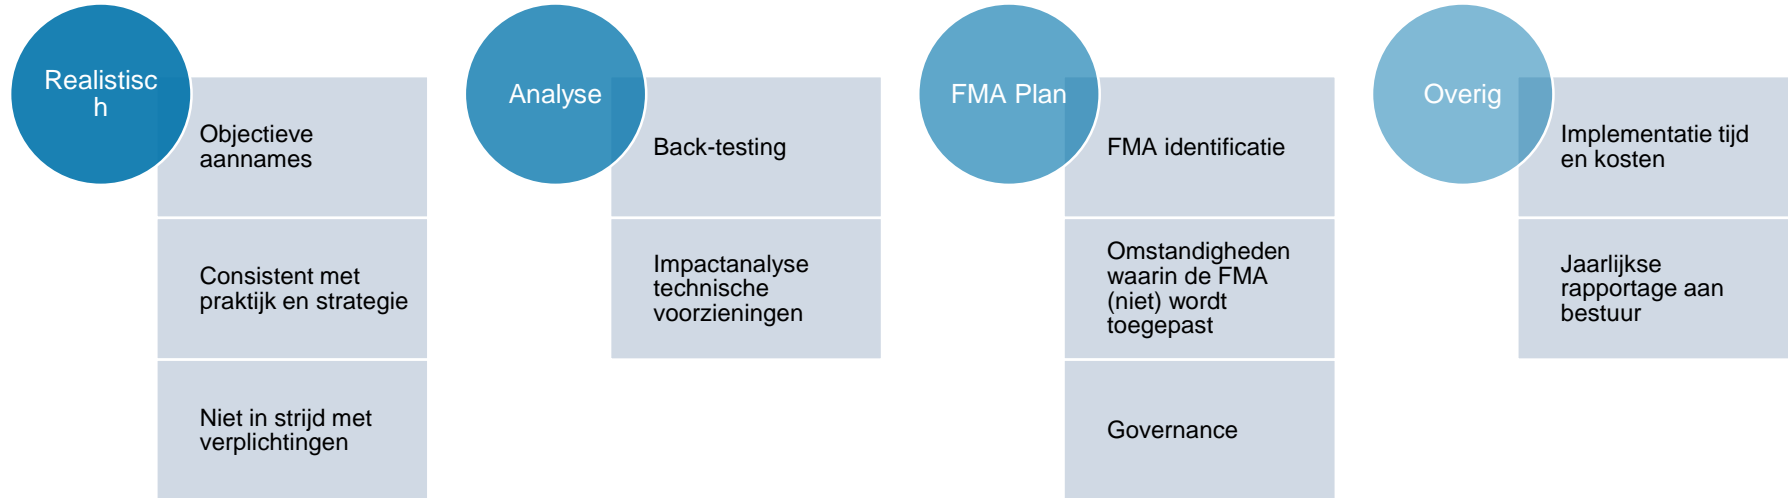 Realistisc
h
Objectieve
aannames
Consistent met
praktijk en strategie
Niet in strijd met
verplichtingen
Analyse
Back-testing
Impactanalyse
technische
voorzieningen
FMA Plan
FMA identificatie
Omstandigheden
waarin de FMA
(niet) wordt
toegepast
Governance
Overig
Implementatie tijd
en kosten
Jaarlijkse
rapportage aan
bestuur